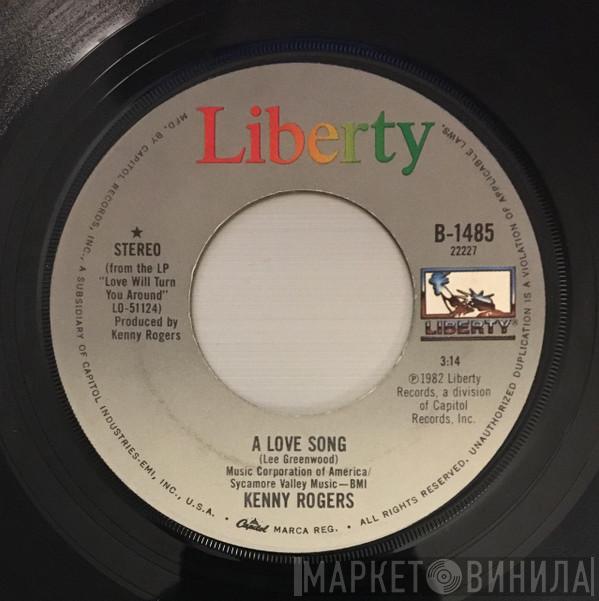 Liberty
MFD. BY CAPITOL RECORDS, INC., A SUBSIDIARY OF CAPITOL INDUSTRIES-EMI, INC., U.S.A. • Capitol MARCA REG. • ALL RIGHTS RESERVED. UNAUTHORIZED DUPLICATION IS A VIOLATION OF APPLICABLE LAWS.
★
STEREO
(from the LP
"Love Will Turn
You Around"
LO-51124)
Produced by
Kenny Rogers
B-1485
22227
LIBERTY®
3:14
℗1982 Liberty
Records, a division
of Capitol
Records, Inc.
A LOVE SONG
(Lee Greenwood)
Music Corporation of America/
Sycamore Valley Music—BMI
KENNY ROGERS
МАРКЕТ ВИНИЛА